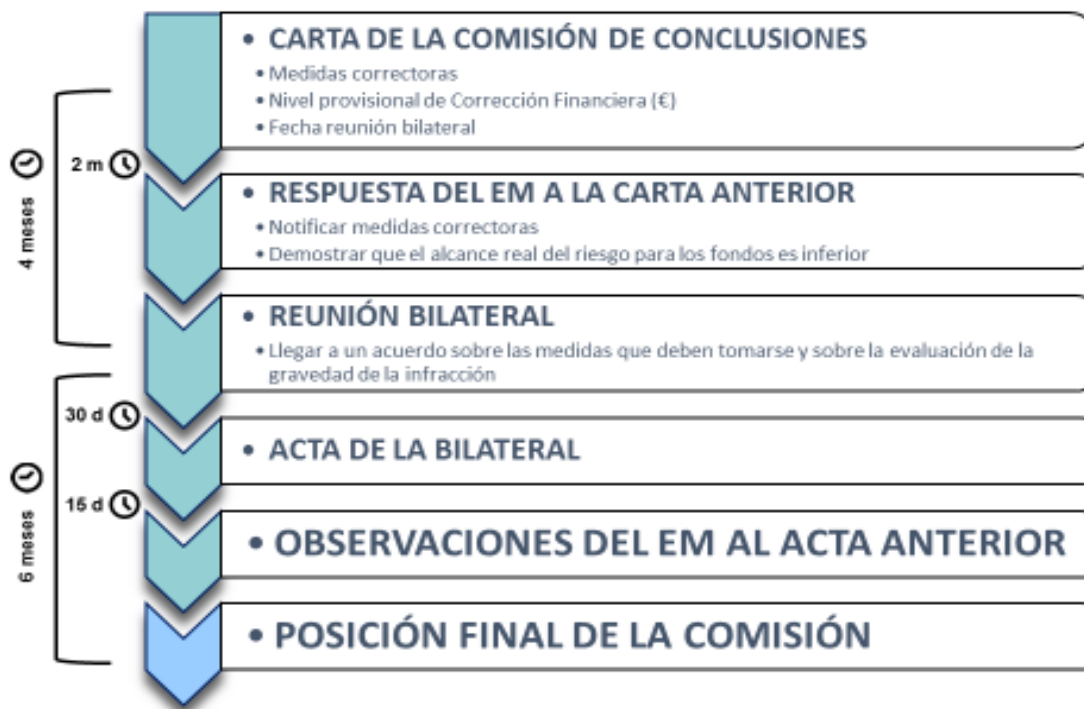 • CARTA DE LA COMISIÓN DE CONCLUSIONES
• Medidas correctoras
• Nivel provisional de Corrección Financiera (€)
• Fecha reunión bilateral
4 meses
2 m
• RESPUESTA DEL EM A LA CARTA ANTERIOR
• Notificar medidas correctoras
• Demostrar que el alcance real del riesgo para los fondos es inferior
• REUNIÓN BILATERAL
• Llegar a un acuerdo sobre las medidas que deben tomarse y sobre la evaluación de la
gravedad de la infracción
6 meses
30 d
• ACTA DE LA BILATERAL
15 d
• OBSERVACIONES DEL EM AL ACTA ANTERIOR
• POSICIÓN FINAL DE LA COMISIÓN